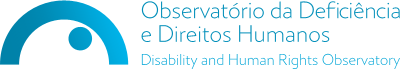 Observatório da Deficiência
e Direitos Humanos
Disability and Human Rights Observatory